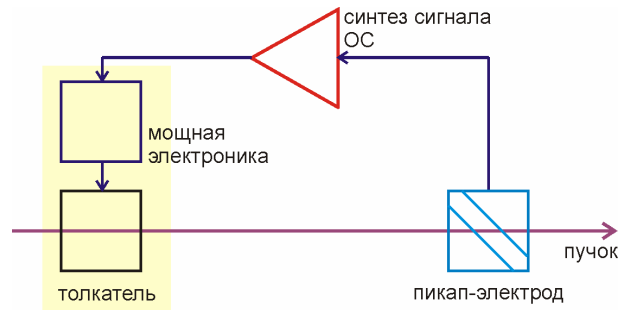 синтез сигнала
ОС
мощная
электроника
пучок
толкатель
пикап-электрод